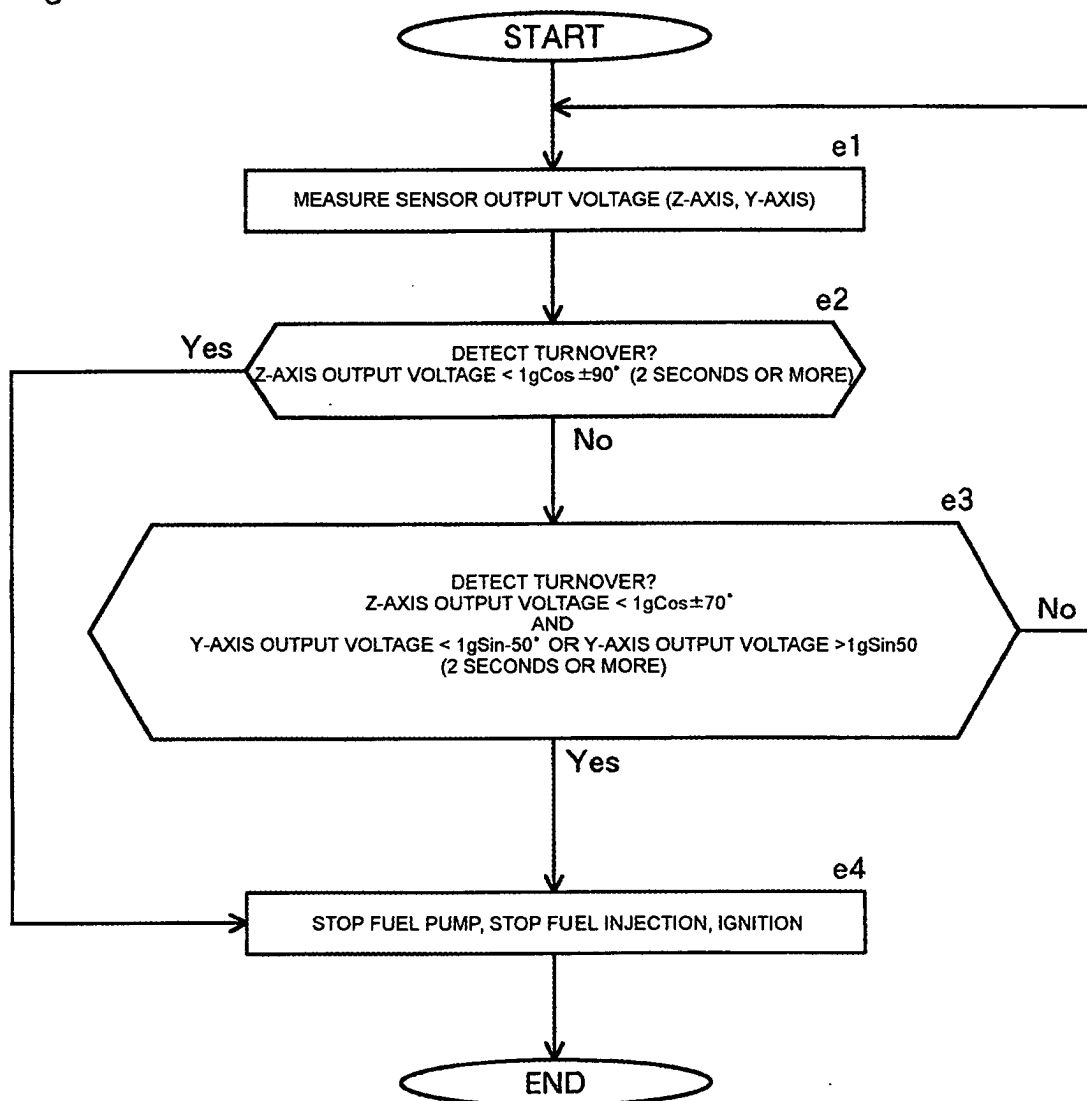 START
e1
MEASURE SENSOR OUTPUT VOLTAGE (Z-AXIS, Y-AXIS)
e2
Yes
DETECT TURNOVER?
Z-AXIS OUTPUT VOLTAGE < 1gCos ±90° (2 SECONDS OR MORE)
No
e3
DETECT TURNOVER?
Z-AXIS OUTPUT VOLTAGE < 1gCos±70°
AND
Y-AXIS OUTPUT VOLTAGE < 1gSin-50° OR Y-AXIS OUTPUT VOLTAGE >1gSin50
(2 SECONDS OR MORE)
No
Yes
e4
STOP FUEL PUMP, STOP FUEL INJECTION, IGNITION
END